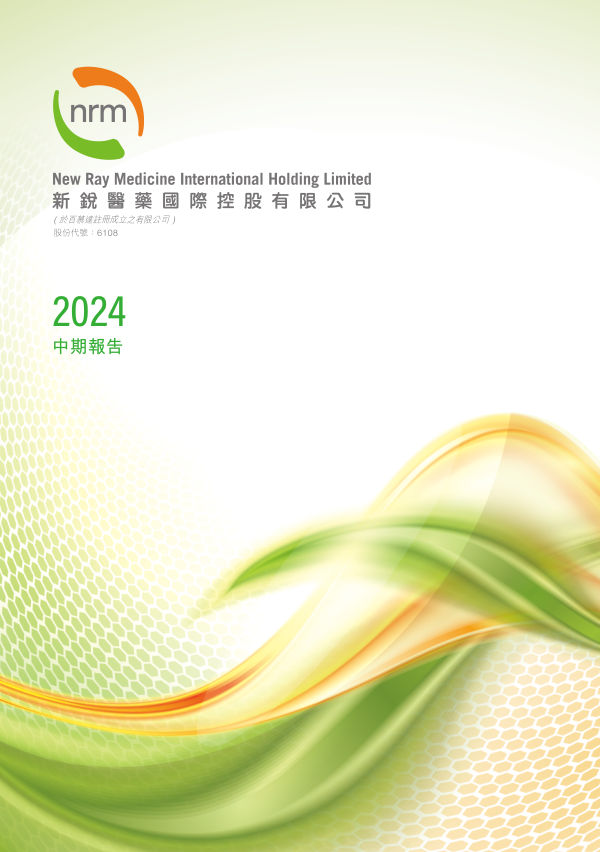 nrm
New Ray Medicine International Holding Limited
新銳醫藥國際控股有限公司
(於百慕達註冊成立之有限公司)
股份代號：6108
2024
中期報告